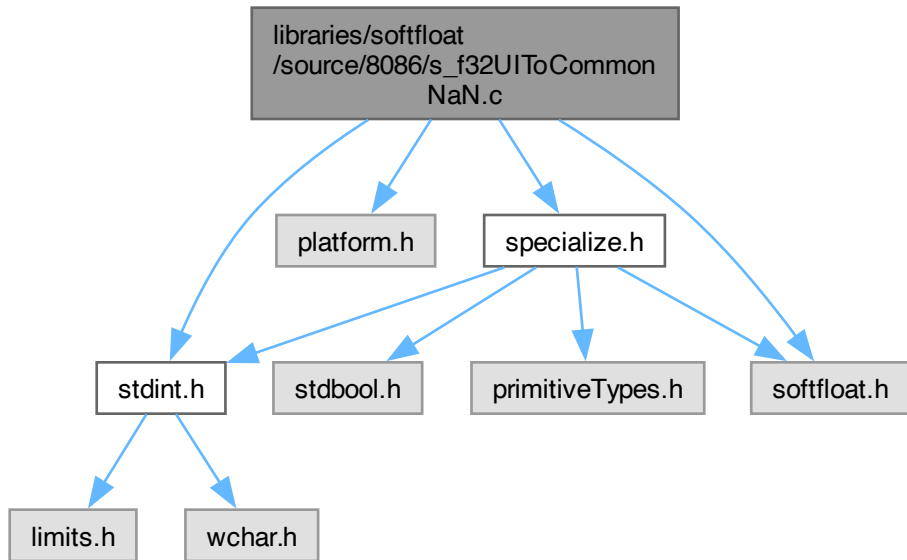 libraries/softfloat
/source/8086/s_f32UIToCommon
NaN.c
platform.h
specialize.h
stdint.h
stdbool.h
primitiveTypes.h
softfloat.h
limits.h
wchar.h